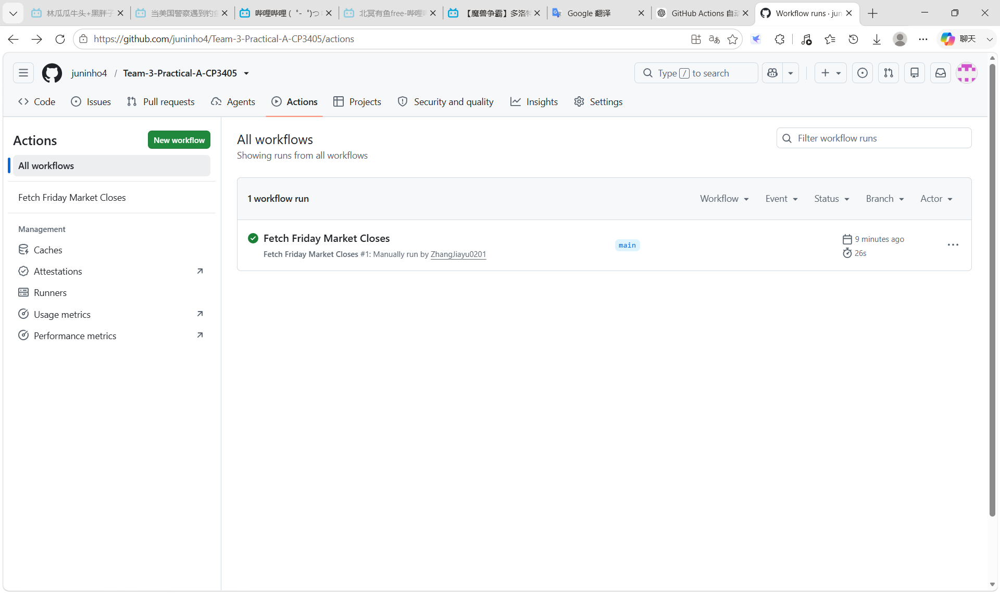 林瓜瓜牛头+黑胖子
当美国警察遇到钓鱼
哔哩哔哩 (゜-゜)つ
北冥有鱼free-哔哩
【魔兽争霸】多洛特
Google 翻译
GitHub Actions 自动
Workflow runs · jun
https://github.com/juninho4/Team-3-Practical-A-CP3405/actions
聊天
juninho4 / Team-3-Practical-A-CP3405
Type / to search
Code
Issues
Pull requests
Agents
Actions
Projects
Security and quality
Insights
Settings
Actions
New workflow
All workflows
Fetch Friday Market Closes
Management
Caches
Attestations
Runners
Usage metrics
Performance metrics
All workflows
Showing runs from all workflows
Filter workflow runs
1 workflow run
Workflow
Event
Status
Branch
Actor
Fetch Friday Market Closes
Fetch Friday Market Closes #1: Manually run by ZhangJiayu0201
main
9 minutes ago
26s